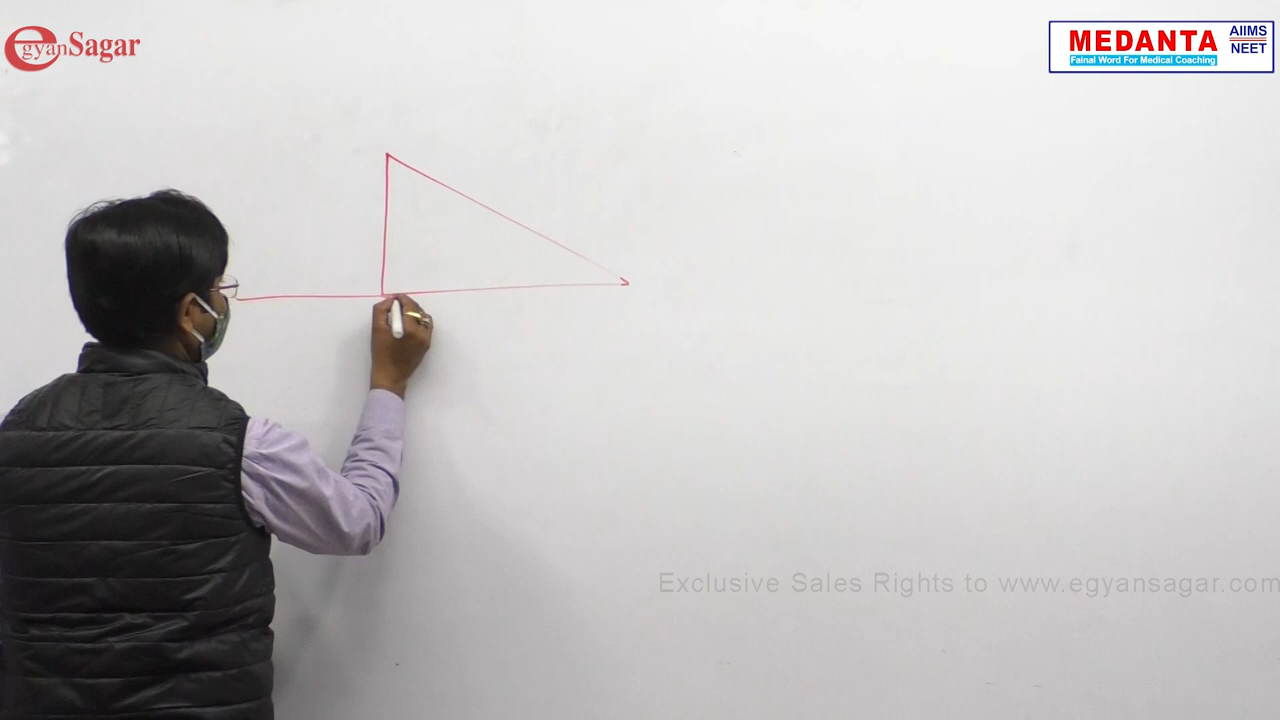 egyanSagar
MEDANTA
Fainal Word For Medical Coaching
AIIMS
NEET
Exclusive Sales Rights to www.egyansagar.com